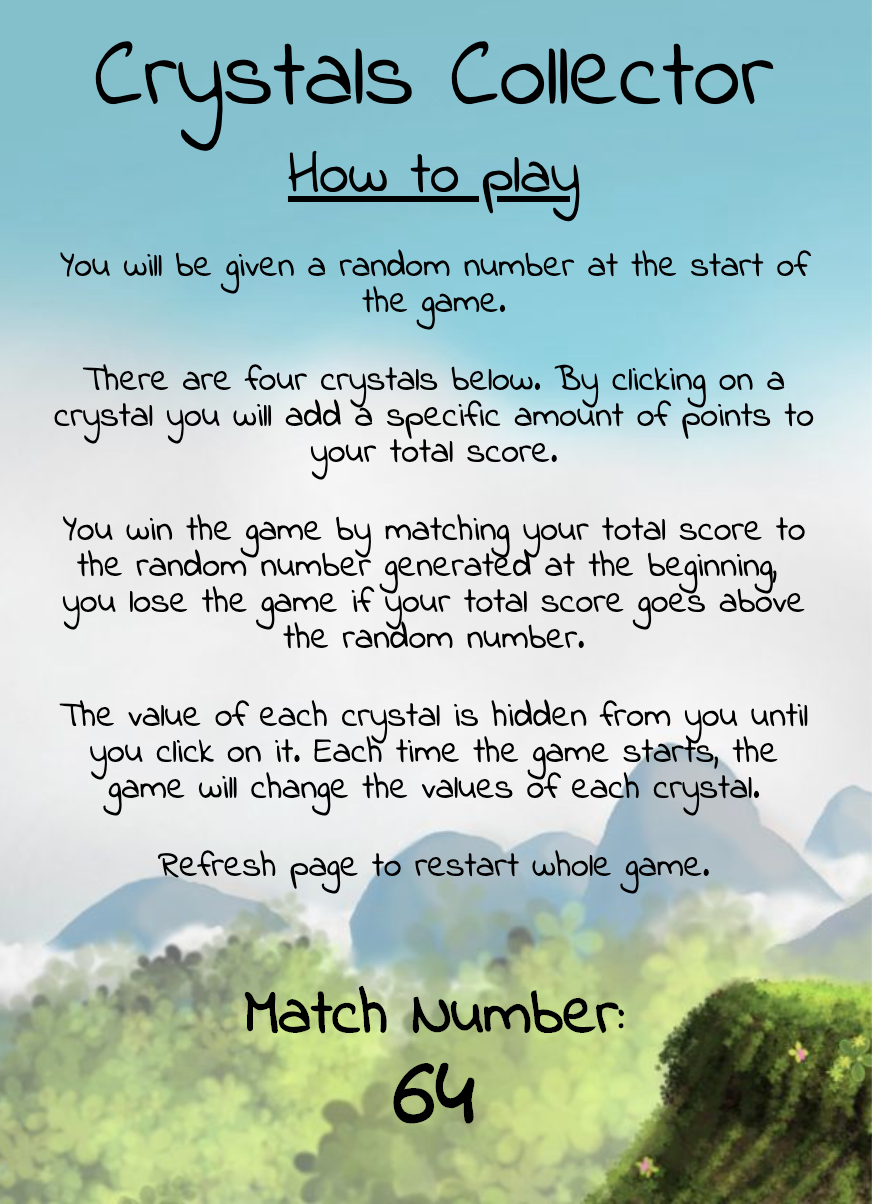 Crystals Collector
How to play
You will be given a random number at the start of
the game.
There are four crystals below. By clicking on a
crystal you will add a specific amount of points to
your total score.
You win the game by matching your total score to
the random number generated at the beginning,
you lose the game if your total score goes above
the random number.
The value of each crystal is hidden from you until
you click on it. Each time the game starts, the
game will change the values of each crystal.
Refresh page to restart whole game.
Match Number:
64